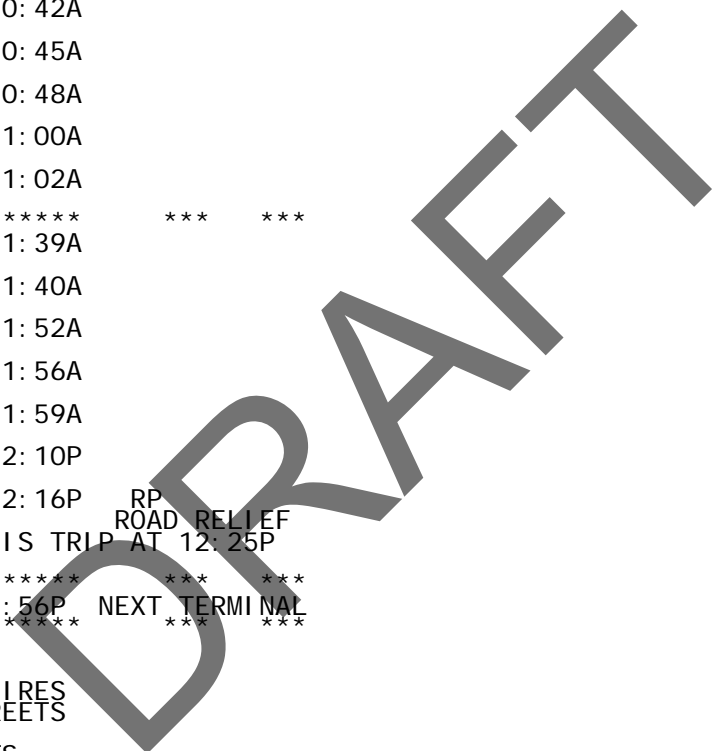 0:42A
0:45A
0:48A
1:00A
1:02A
***** *** ***
1:39A
1:40A
1:52A
1:56A
1:59A
2:10P
2:16P RP
ROAD RELIEF
IS TRIP AT 12:25P
***** *** ***
:56P NEXT TERMINAL
***** *** ***
IRES
REETS
DRAFT